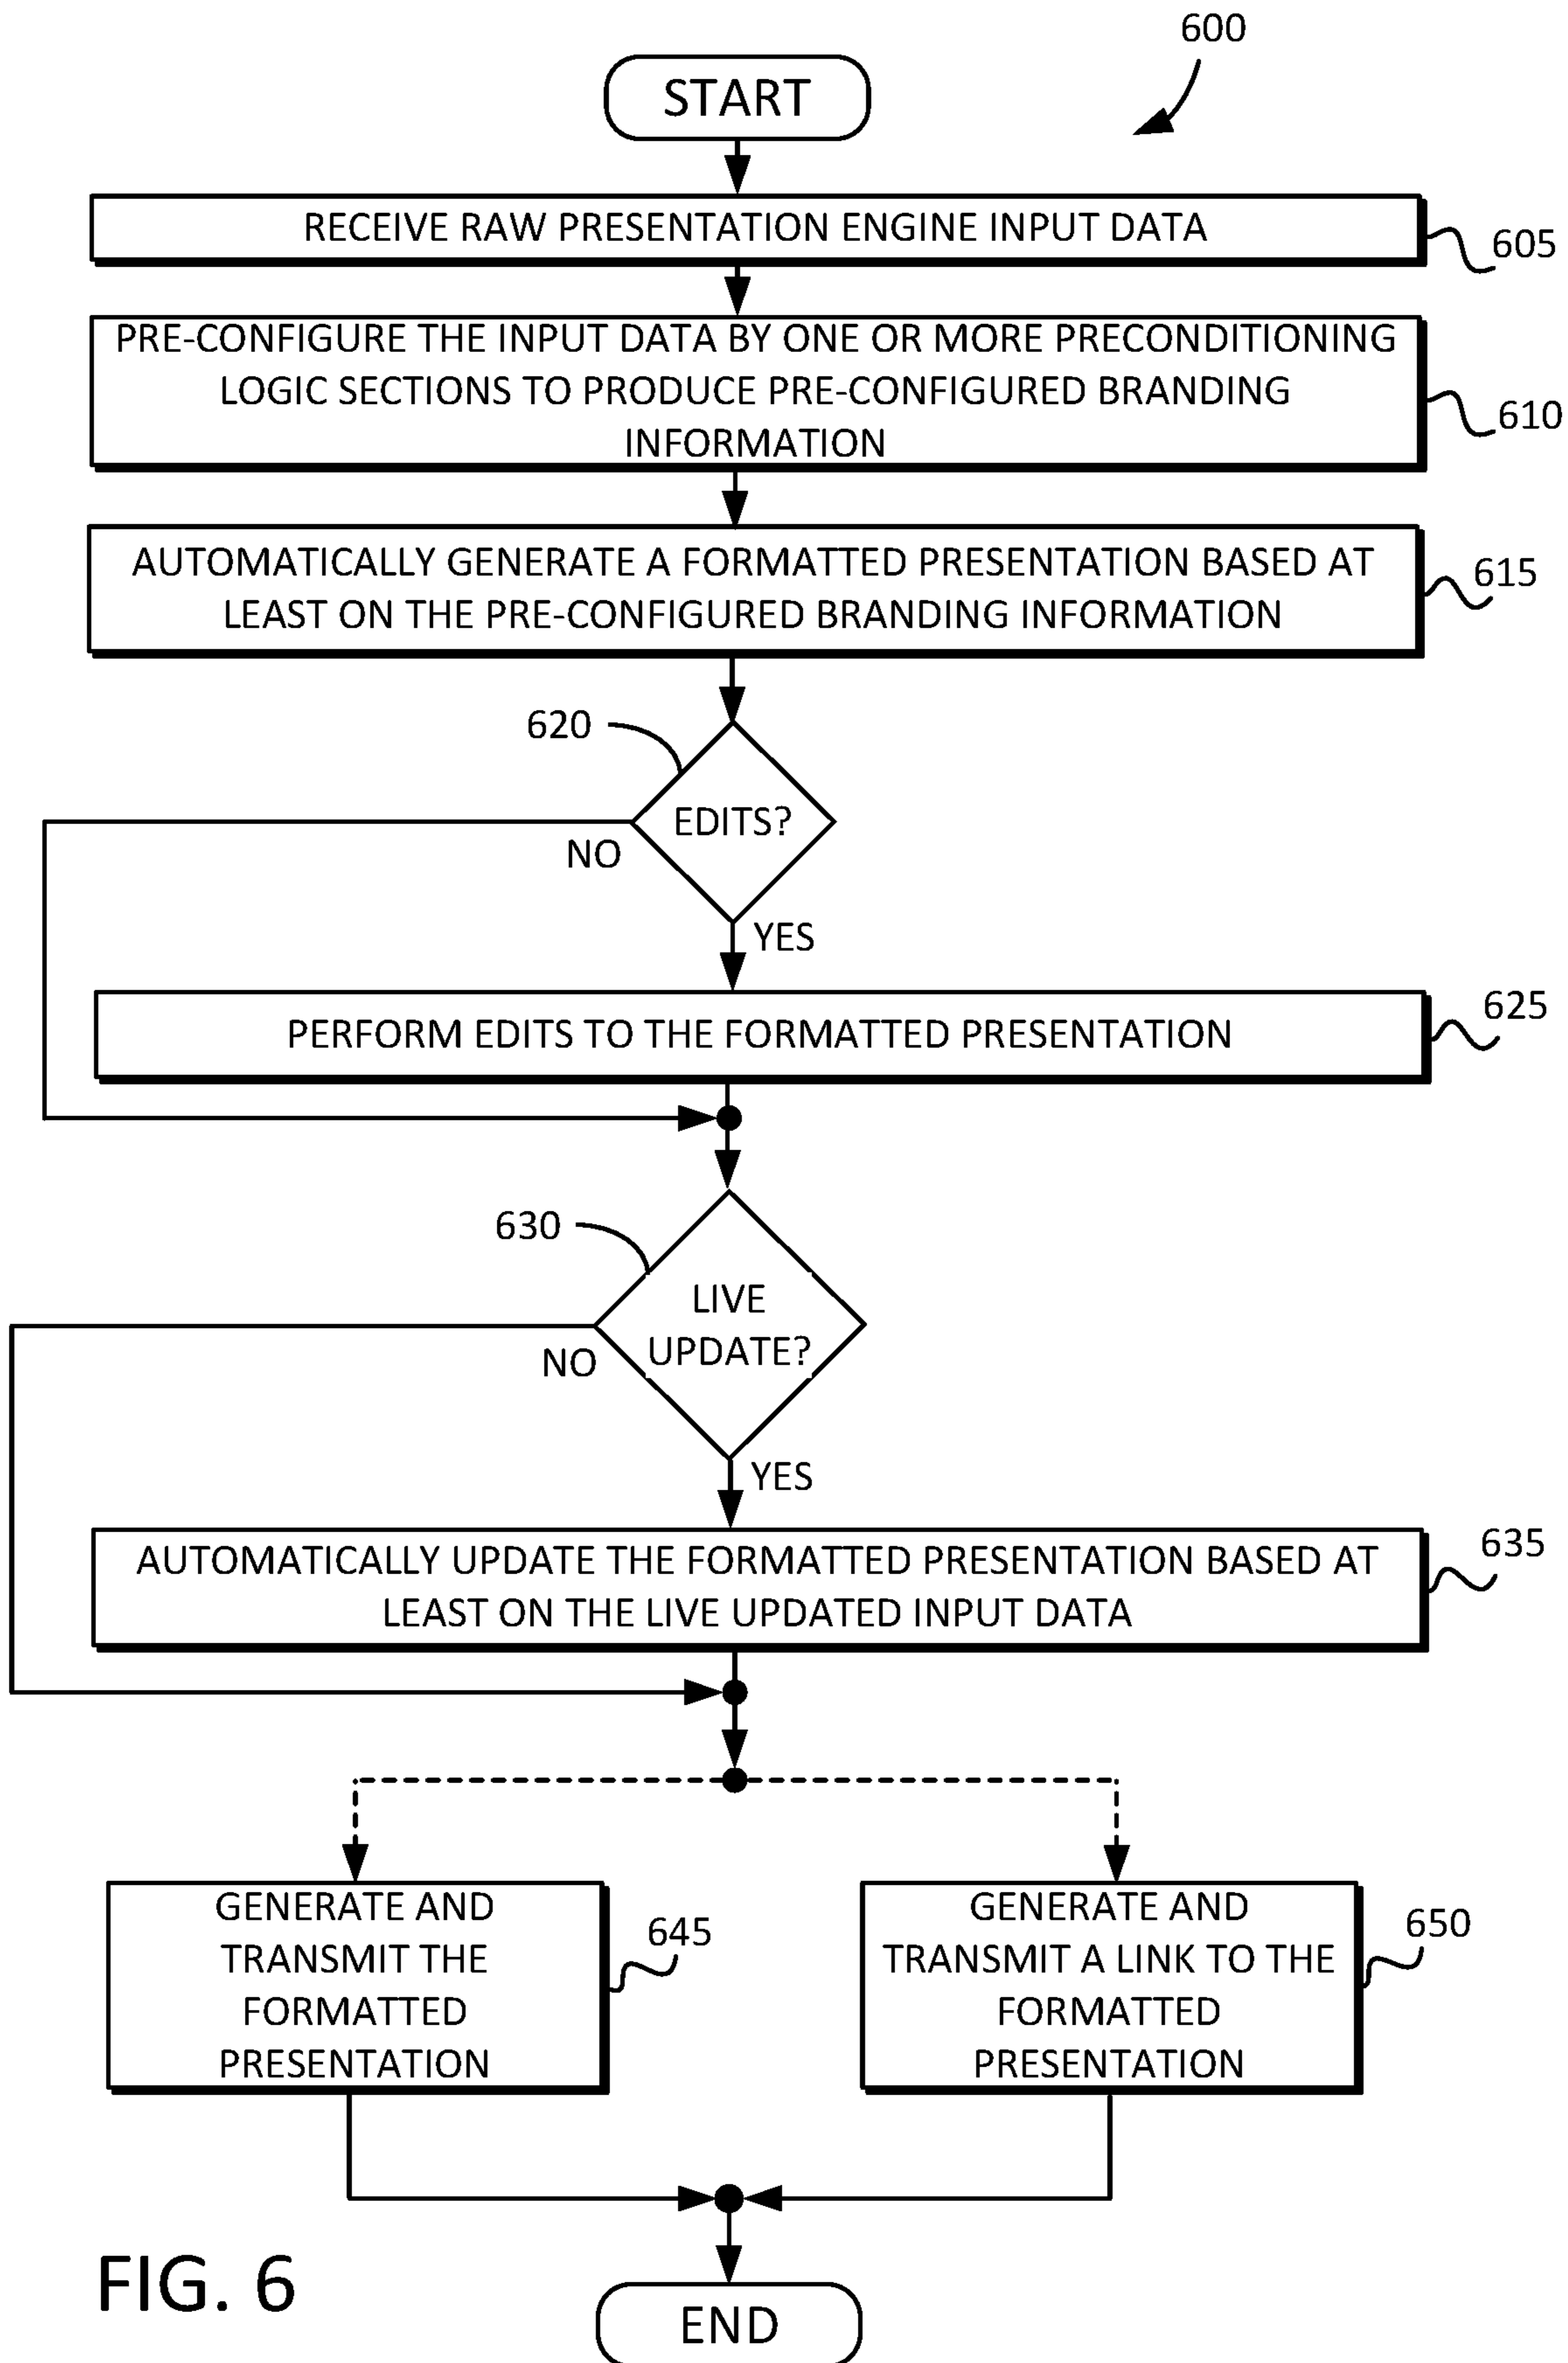 600
START
RECEIVE RAW PRESENTATION ENGINE INPUT DATA
605
PRE-CONFIGURE THE INPUT DATA BY ONE OR MORE PRECONDITIONING
LOGIC SECTIONS TO PRODUCE PRE-CONFIGURED BRANDING
INFORMATION
610
AUTOMATICALLY GENERATE A FORMATTED PRESENTATION BASED AT
LEAST ON THE PRE-CONFIGURED BRANDING INFORMATION
615
620
EDITS?
NO
YES
PERFORM EDITS TO THE FORMATTED PRESENTATION
625
630
LIVE
UPDATE?
NO
YES
AUTOMATICALLY UPDATE THE FORMATTED PRESENTATION BASED AT
LEAST ON THE LIVE UPDATED INPUT DATA
635
GENERATE AND
TRANSMIT THE
FORMATTED
PRESENTATION
645
GENERATE AND
TRANSMIT A LINK TO THE
FORMATTED
PRESENTATION
650
FIG. 6
END